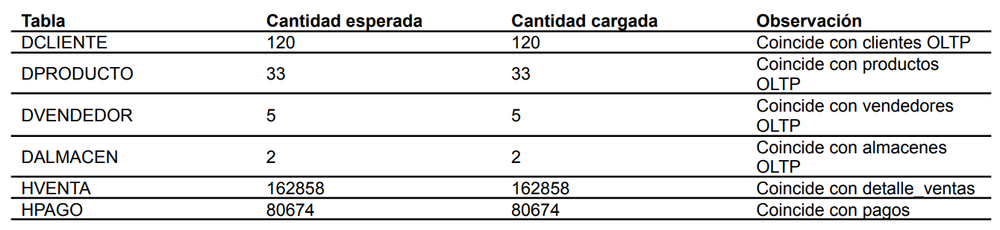 Tabla Cantidad esperada Cantidad cargada Observación
DCLIENTE 120 120 Coincide con clientes OLTP
DPRODUCTO 33 33 Coincide con productos
OLTP
DVENDEDOR 5 5 Coincide con vendedores
OLTP
DALMACEN 2 2 Coincide con almacenes
OLTP
HVENTA 162858 162858 Coincide con detalle_ventas
HPAGO 80674 80674 Coincide con pagos